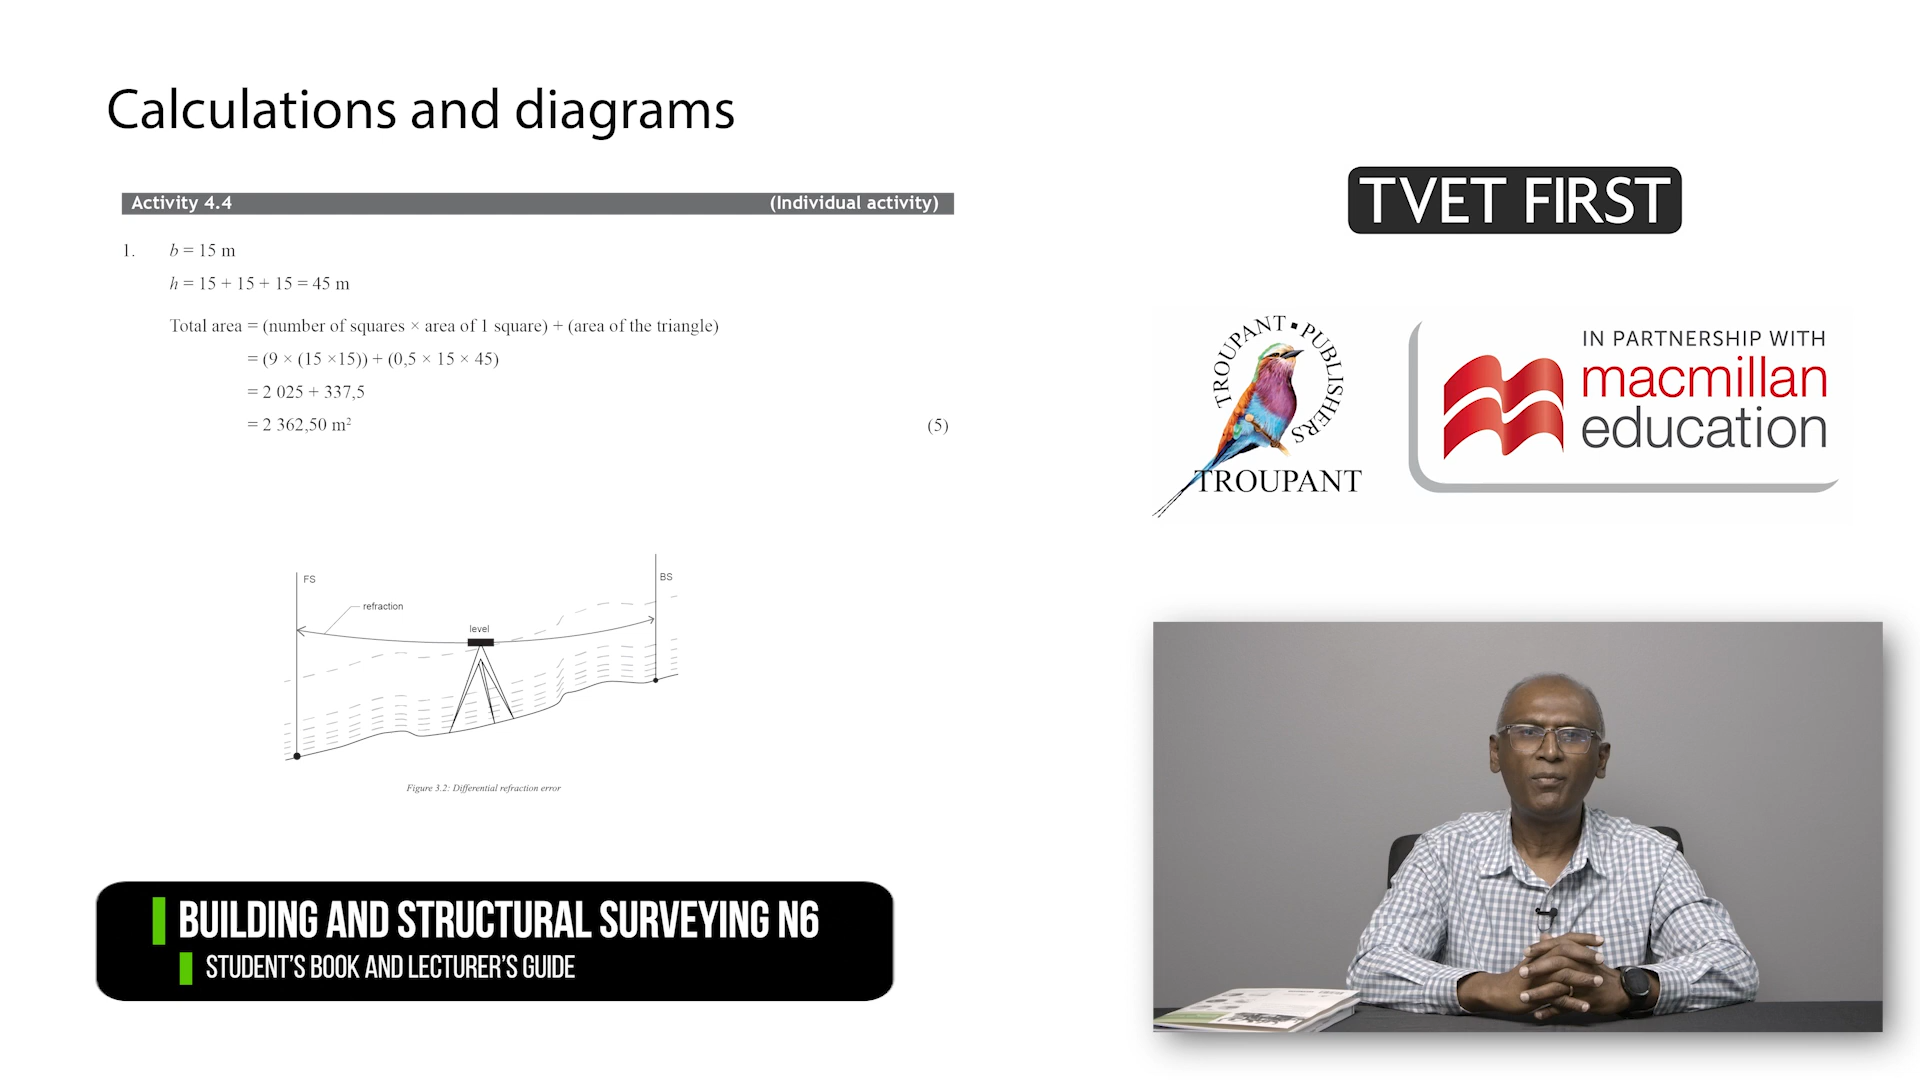 Calculations and diagrams
Activity 4.4 (Individual activity)
1. b = 15 m
h = 15 + 15 + 15 = 45 m
Total area = (number of squares × area of 1 square) + (area of the triangle)
= (9 × (15 ×15)) + (0,5 × 15 × 45)
= 2 025 + 337,5
= 2 362,50 m² (5)
FS
BS
refraction
level
Figure 3.2: Differential refraction error
BUILDING AND STRUCTURAL SURVEYING N6
STUDENT'S BOOK AND LECTURER'S GUIDE
TVET FIRST
TROUPANT▪PUBLISHERS
TROUPANT
IN PARTNERSHIP WITH
macmillan
education